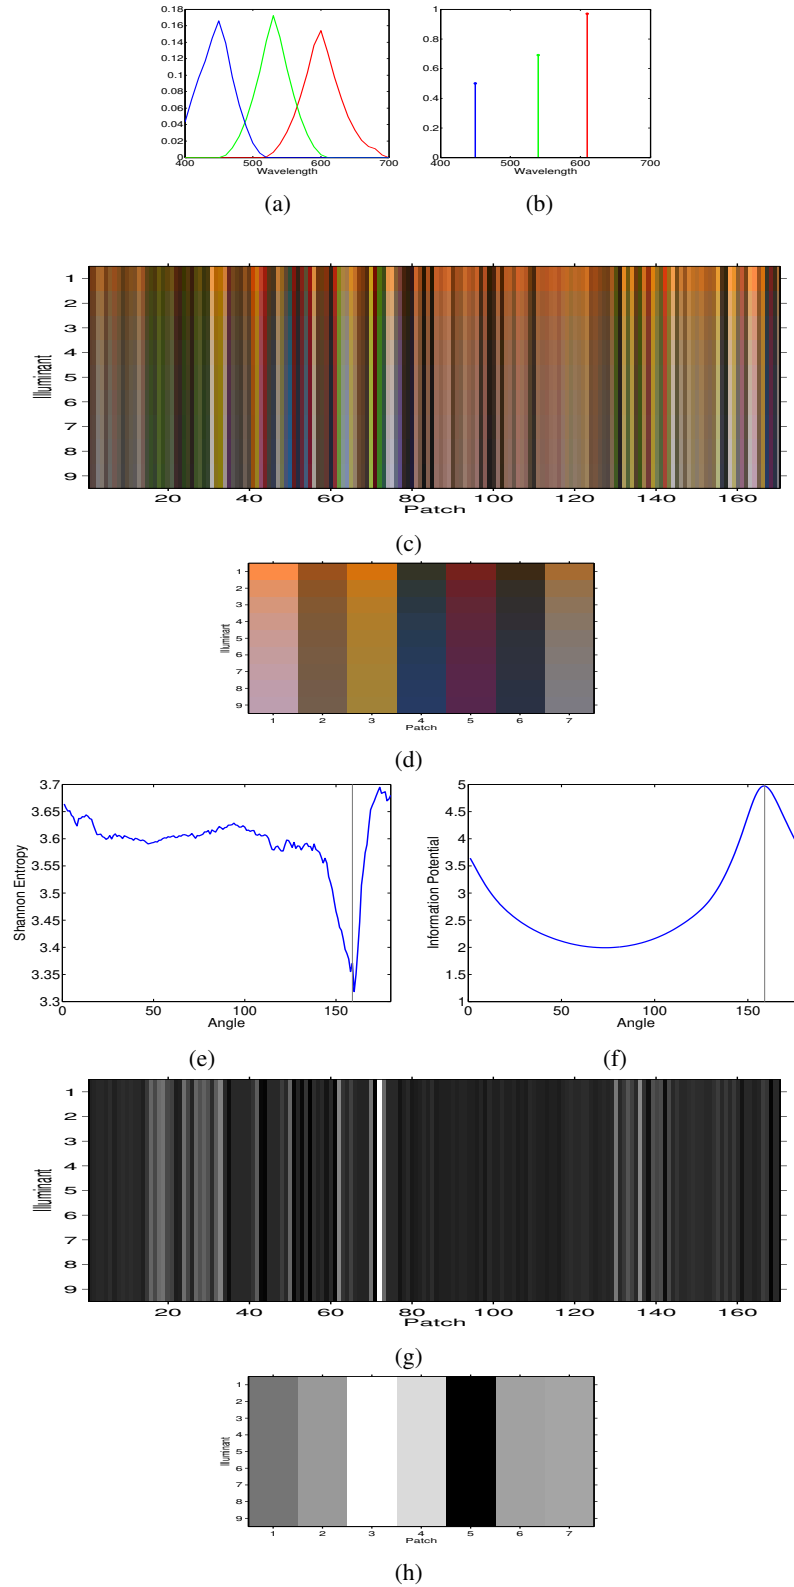 0.18
0.16
0.14
0.12
0.1
0.08
0.06
0.04
0.02
0
400 500 600 700
Wavelength
(a)
1
0.8
0.6
0.4
0.2
0
400 500 600 700
Wavelength
(b)
1
2
3
4
5
6
7
8
9
Illuminant
20 40 60 80 100 120 140 160
Patch
(c)
1
2
3
4
5
6
7
8
9
Illuminant
1 2 3 4 5 6 7
Patch
(d)
3.7
3.65
3.6
3.55
3.5
3.45
3.4
3.35
3.3
Shannon Entropy
0 50 100 150
Angle
(e)
5
4.5
4
3.5
3
2.5
2
1.5
1
Information Potential
0 50 100 150
Angle
(f)
1
2
3
4
5
6
7
8
9
Illuminant
20 40 60 80 100 120 140 160
Patch
(g)
1
2
3
4
5
6
7
8
9
Illuminant
1 2 3 4 5 6 7
Patch
(h)